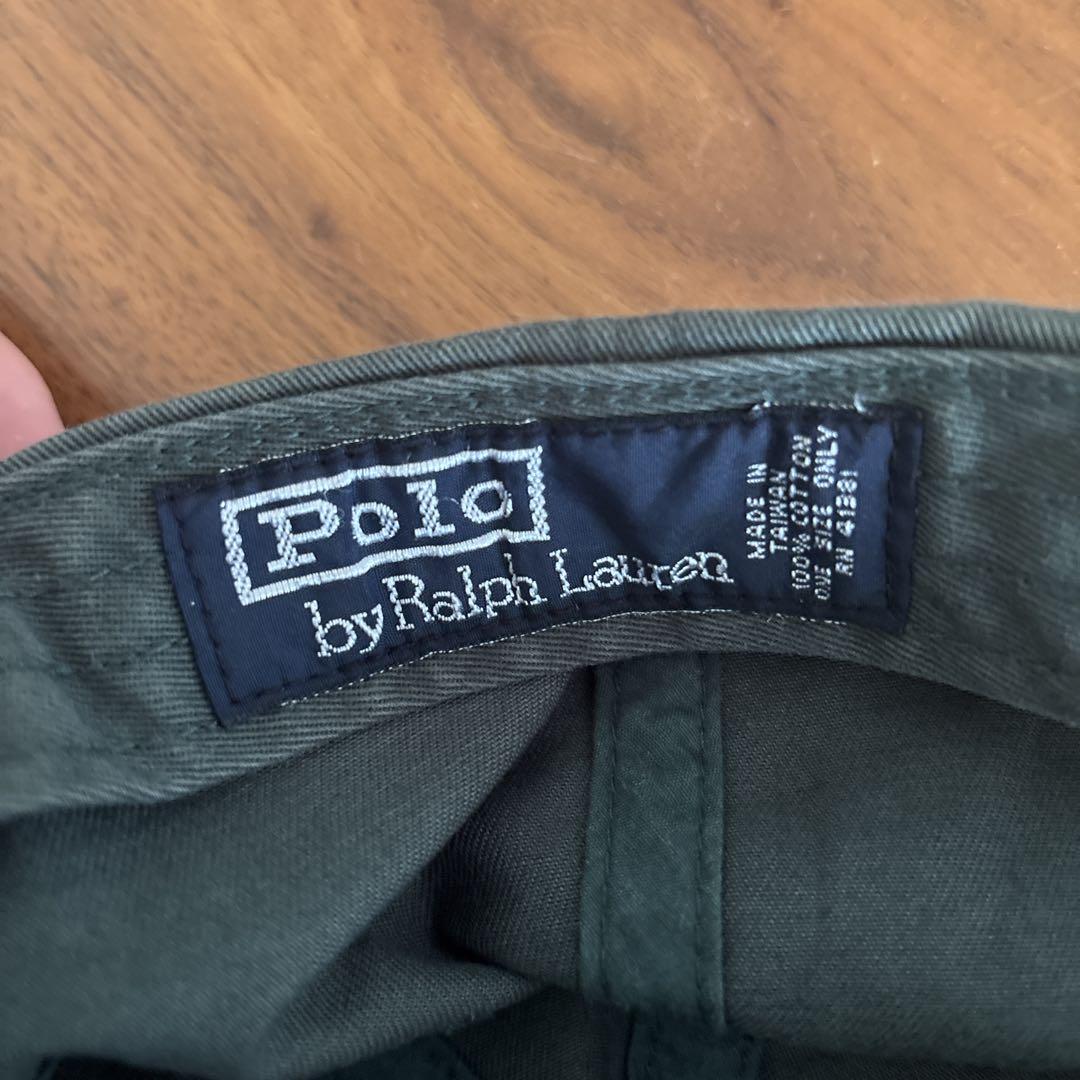 Polo
by Ralph Lauren
MADE IN
TAIWAN
100% COTTON
ONE SIZE ONLY
RN 41381